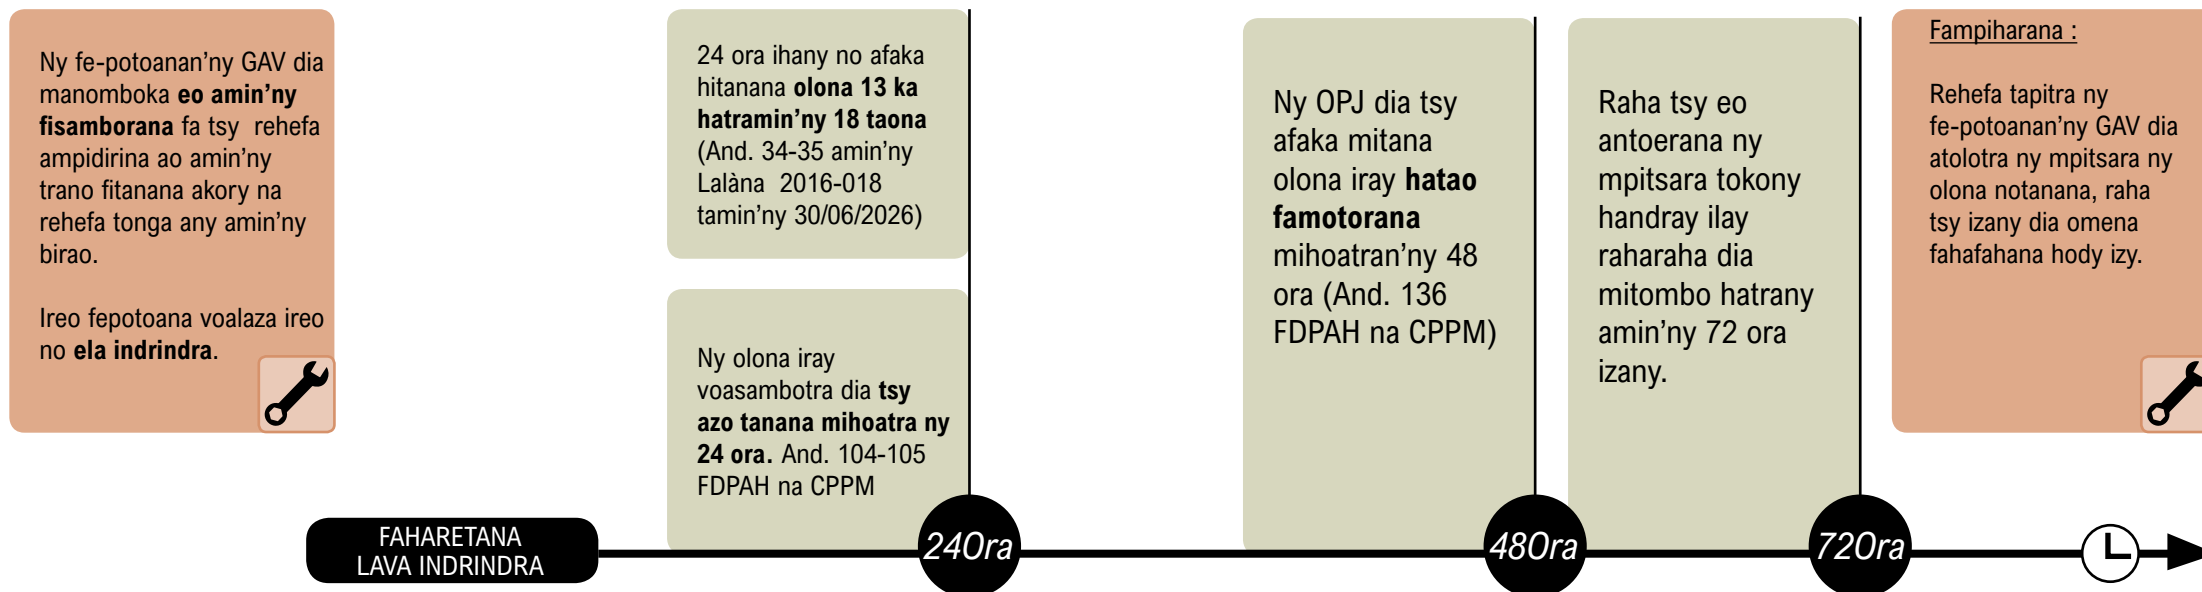 Ny fe-potoanan'ny GAV dia
manomboka eo amin'ny
fisamborana fa tsy rehefa
ampidirina ao amin'ny
trano fitanana akory na
rehefa tonga any amin'ny
birao.
Ireo fepotoana voalaza ireo
no ela indrindra.
24 ora ihany no afaka
hitanana olona 13 ka
hatramin'ny 18 taona
(And. 34-35 amin'ny
Lalàna 2016-018
tamin'ny 30/06/2026)
Ny olona iray
voasambotra dia tsy
azo tanana mihoatra ny
24 ora. And. 104-105
FDPAH na CPPM
Ny OPJ dia tsy
afaka mitana
olona iray hatao
famotorana
mihoatran'ny 48
ora (And. 136
FDPAH na CPPM)
Raha tsy eo
antoerana ny
mpitsara tokony
handray ilay
raharaha dia
mitombo hatrany
amin'ny 72 ora
izany.
Fampiharana :
Rehefa tapitra ny
fe-potoanan'ny GAV dia
atolotra ny mpitsara ny
olona notanana, raha
tsy izany dia omena
fahafahana hody izy.
FAHARETANA
LAVA INDRINDRA
24Ora
48Ora
72Ora